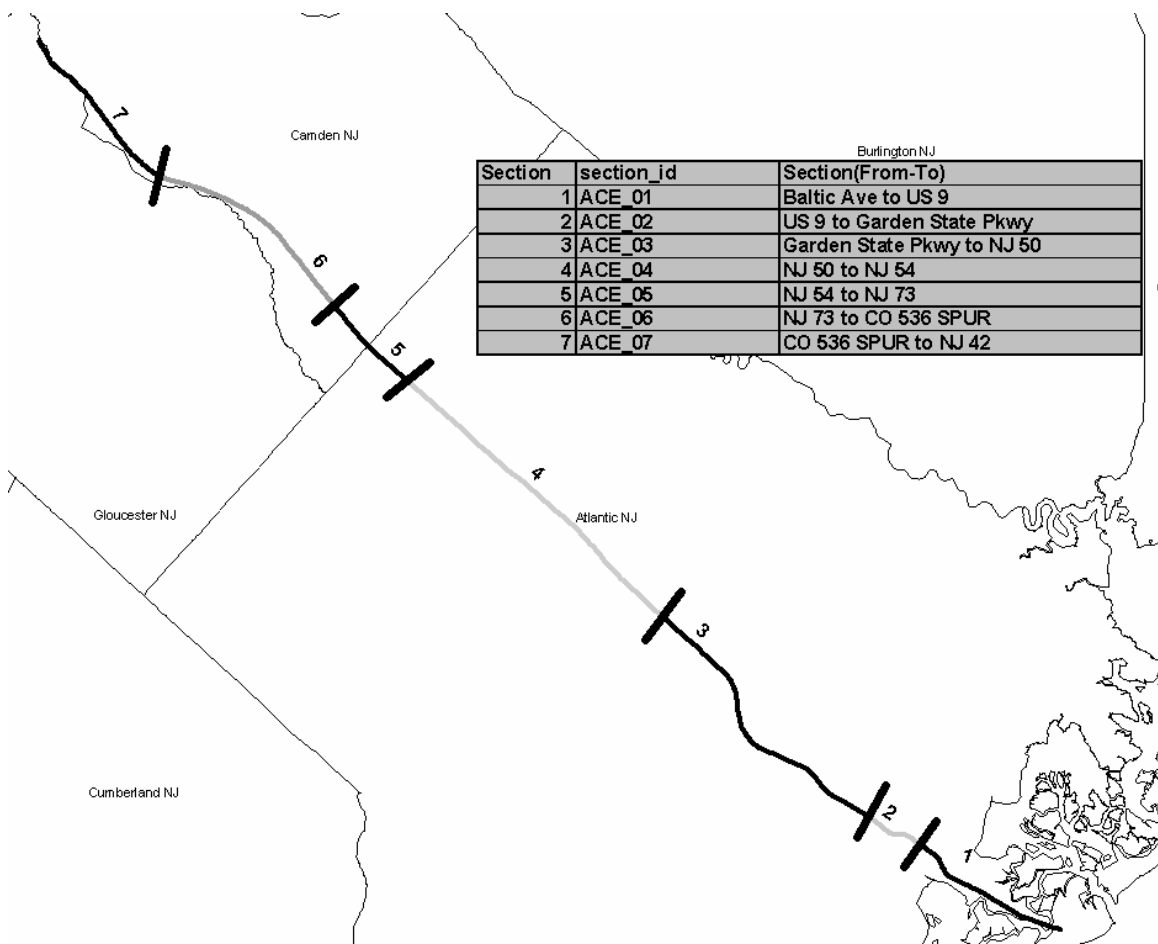 7
Camden NJ
Burlington NJ
Section section_id Section(From-To)
1 ACE_01 Baltic Ave to US 9
2 ACE_02 US 9 to Garden State Pkwy
3 ACE_03 Garden State Pkwy to NJ 50
4 ACE_04 NJ 50 to NJ 54
5 ACE_05 NJ 54 to NJ 73
6 ACE_06 NJ 73 to CO 536 SPUR
7 ACE_07 CO 536 SPUR to NJ 42
6
5
4
Gloucester NJ
Atlantic NJ
3
Cumberland NJ
2
1